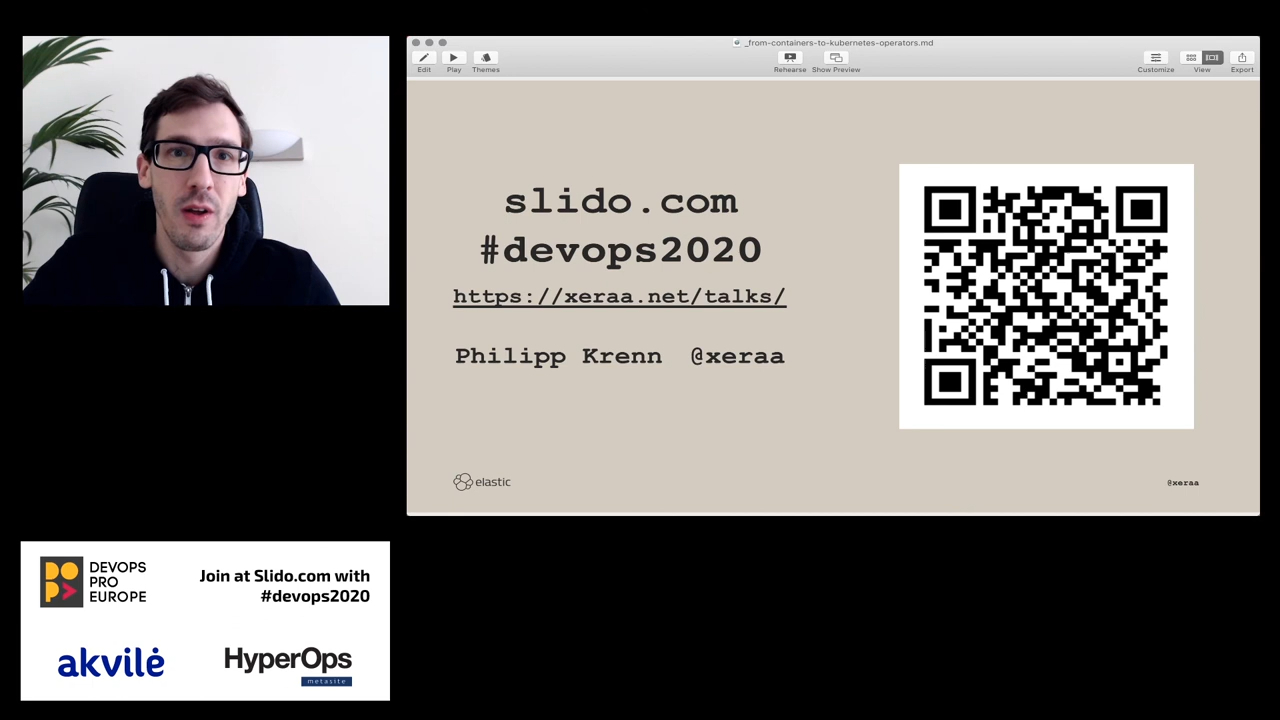 _from-containers-to-kubernetes-operators.md
Edit
Play
Themes
Rehearse
Show Preview
Customize
View
Export
slido.com
#devops2020
https://xeraa.net/talks/
Philipp Krenn @xeraa
elastic
@xeraa
DEVOPS
PRO
EUROPE
Join at Slido.com with
#devops2020
akvilė
HyperOps
metasite